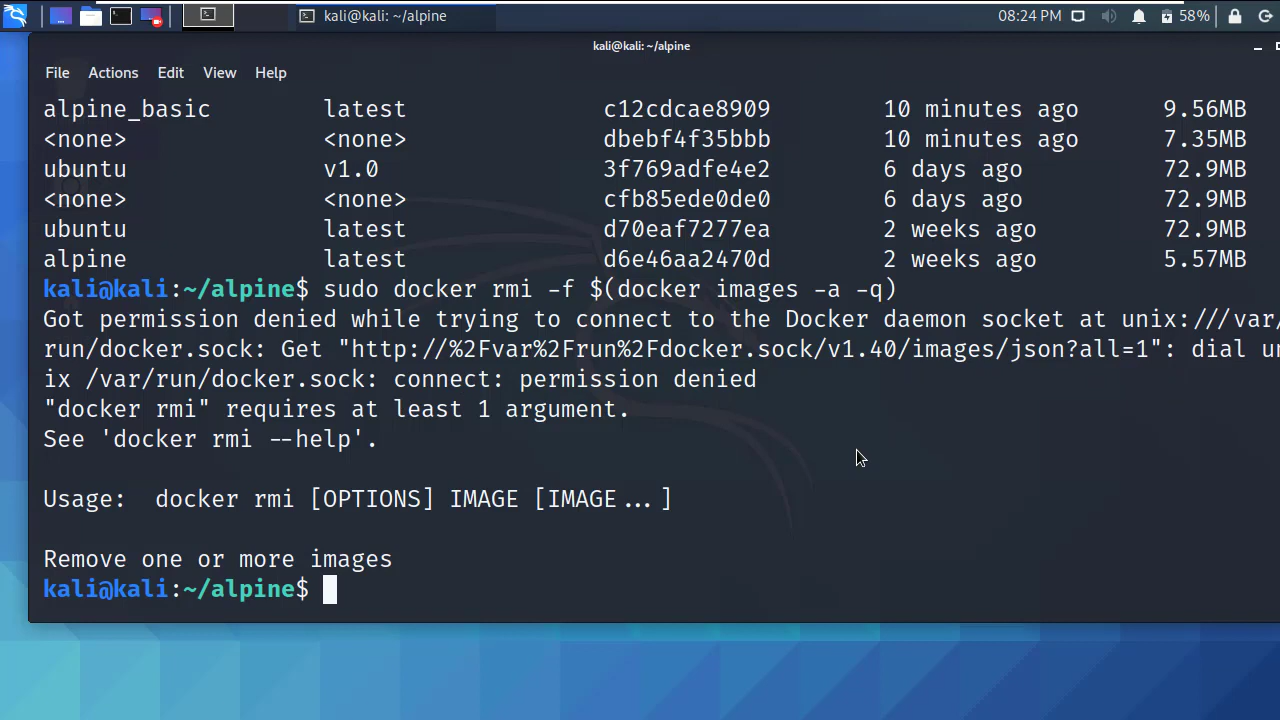 kali@kali: ~/alpine 08:24 PM 58%
kali@kali: ~/alpine
File Actions Edit View Help
alpine_basic latest c12cdcae8909 10 minutes ago 9.56MB
<none> <none> dbebf4f35bbb 10 minutes ago 7.35MB
ubuntu v1.0 3f769adfe4e2 6 days ago 72.9MB
<none> <none> cfb85ede0de0 6 days ago 72.9MB
ubuntu latest d70eaf7277ea 2 weeks ago 72.9MB
alpine latest d6e46aa2470d 2 weeks ago 5.57MB
kali@kali:~/alpine$ sudo docker rmi -f $(docker images -a -q)
Got permission denied while trying to connect to the Docker daemon socket at unix:///var/
run/docker.sock: Get "http://%2Fvar%2Frun%2Fdocker.sock/v1.40/images/json?all=1": dial un
ix /var/run/docker.sock: connect: permission denied
"docker rmi" requires at least 1 argument.
See 'docker rmi --help'.
Usage:  docker rmi [OPTIONS] IMAGE [IMAGE...]
Remove one or more images
kali@kali:~/alpine$